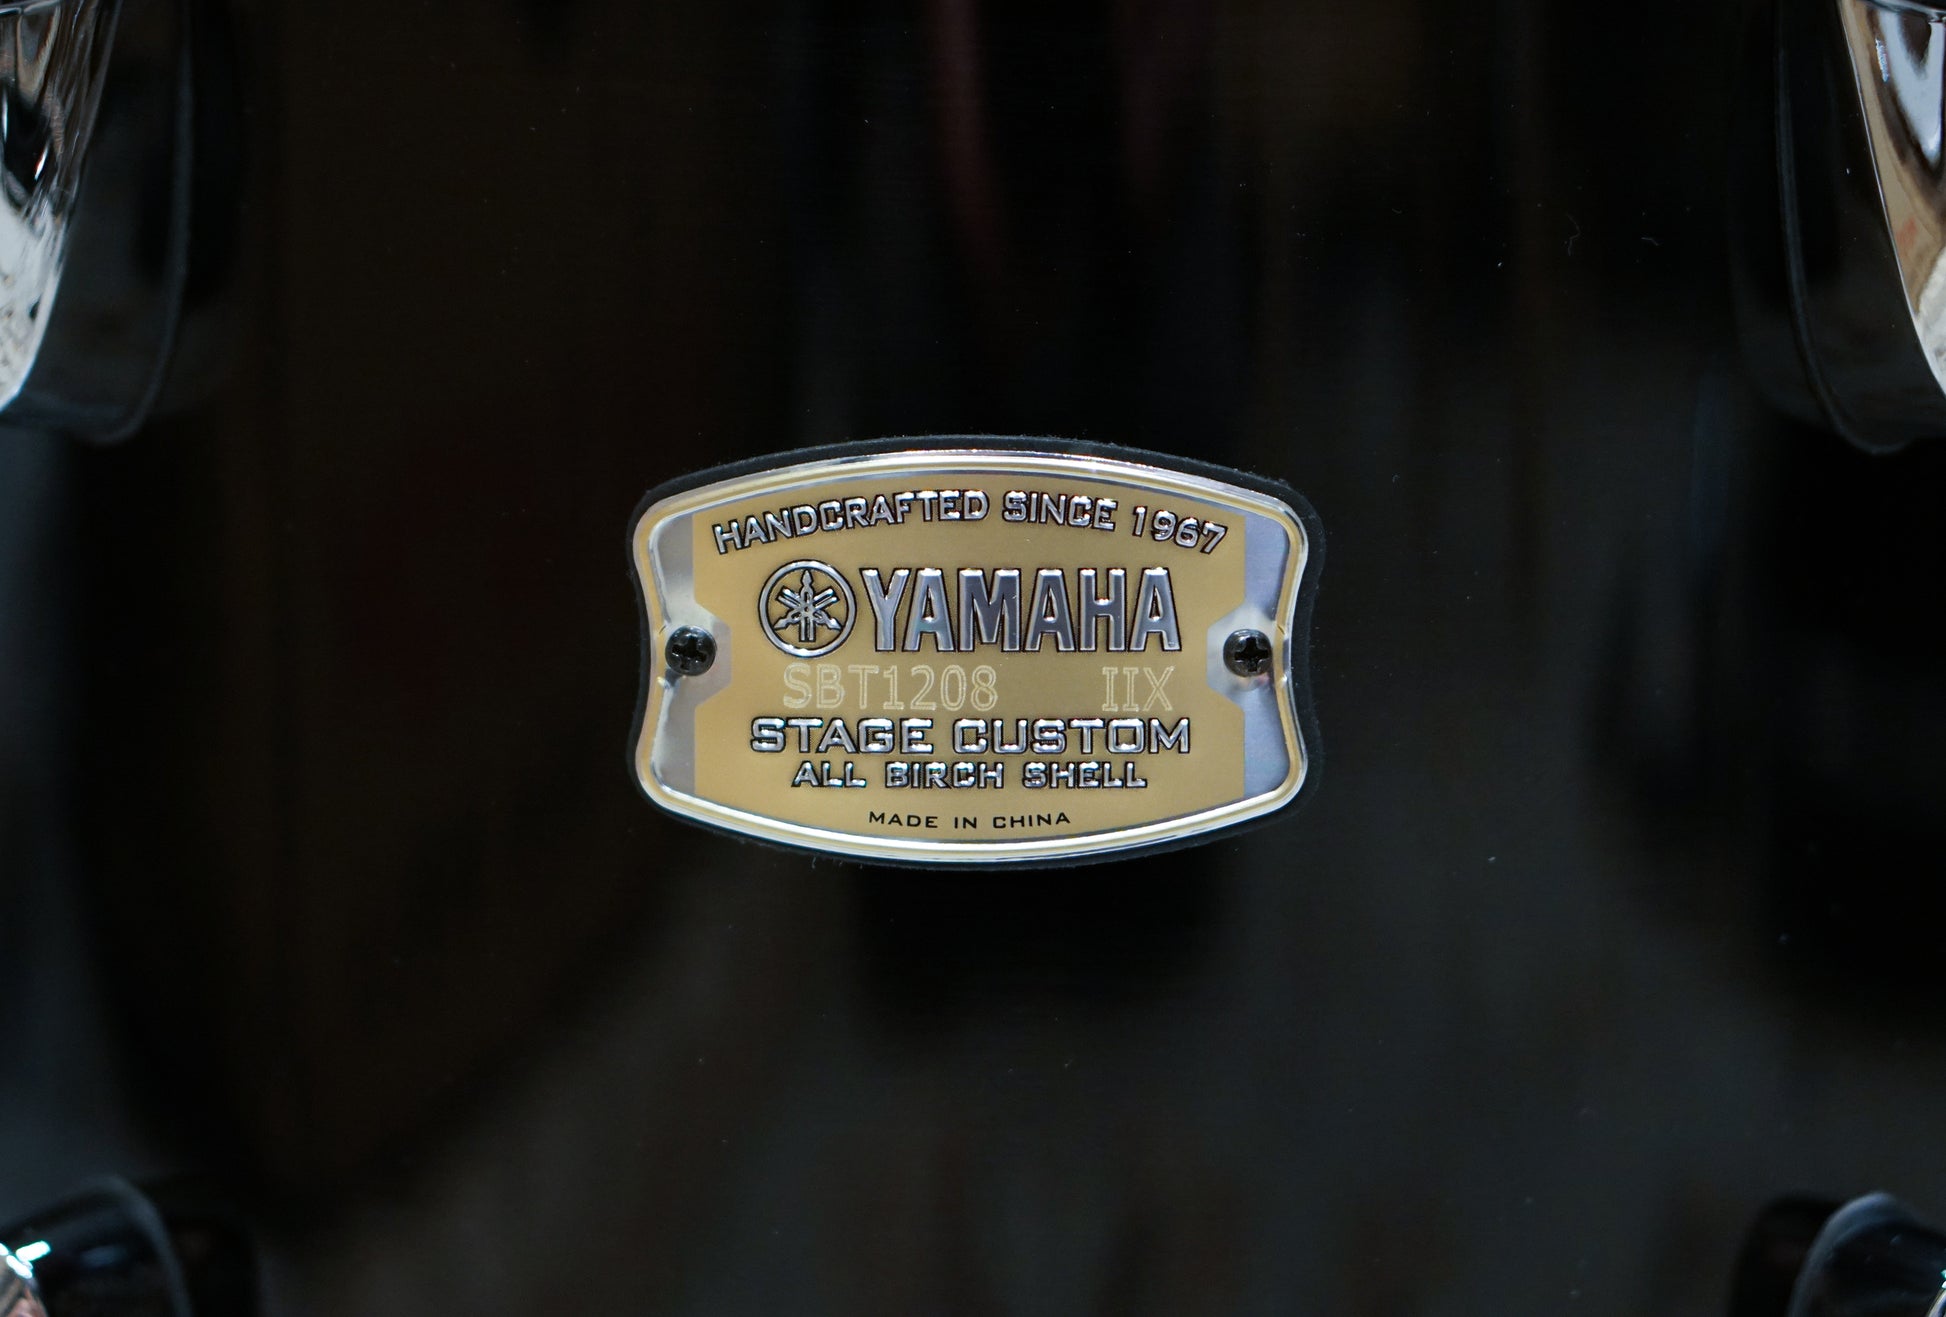 HANDCRAFTED SINCE 1967
YAMAHA
SBT1208 IIX
STAGE CUSTOM
ALL BIRCH SHELL
MADE IN CHINA